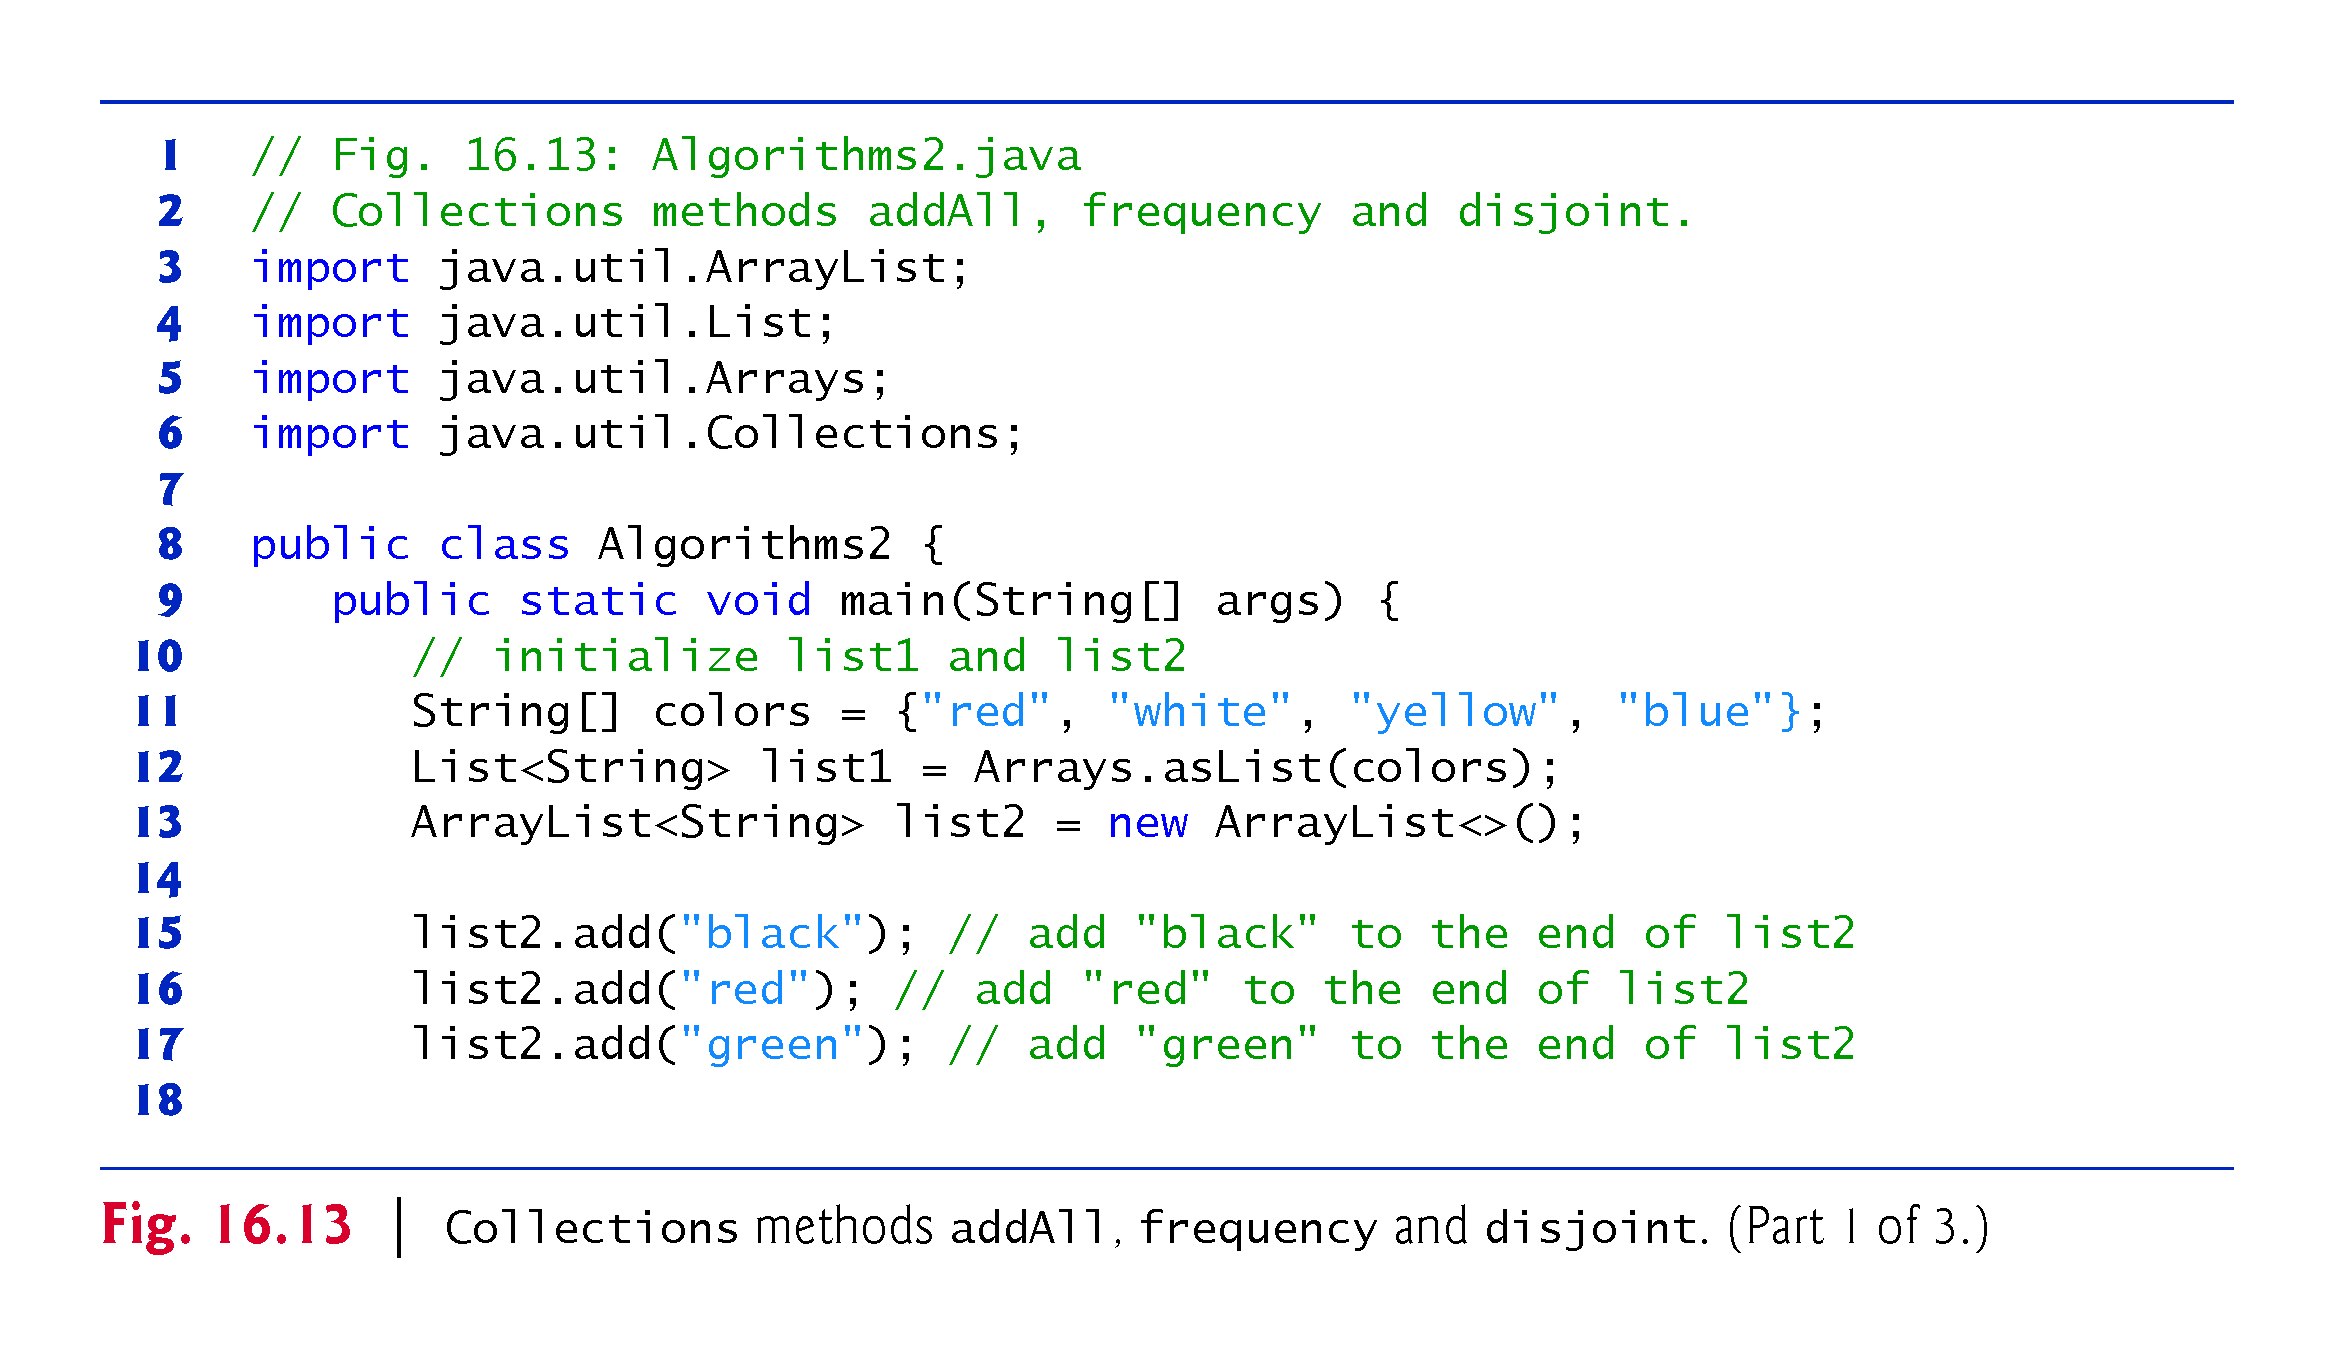 1 // Fig. 16.13: Algorithms2.java
2 // Collections methods addAll, frequency and disjoint.
3 import java.util.ArrayList;
4 import java.util.List;
5 import java.util.Arrays;
6 import java.util.Collections;
7
8 public class Algorithms2 {
9 public static void main(String[] args) {
10 // initialize list1 and list2
11 String[] colors = {"red", "white", "yellow", "blue"};
12 List<String> list1 = Arrays.asList(colors);
13 ArrayList<String> list2 = new ArrayList<>();
14
15 list2.add("black"); // add "black" to the end of list2
16 list2.add("red"); // add "red" to the end of list2
17 list2.add("green"); // add "green" to the end of list2
18
Fig. 16.13 | Collections methods addAll, frequency and disjoint. (Part 1 of 3.)